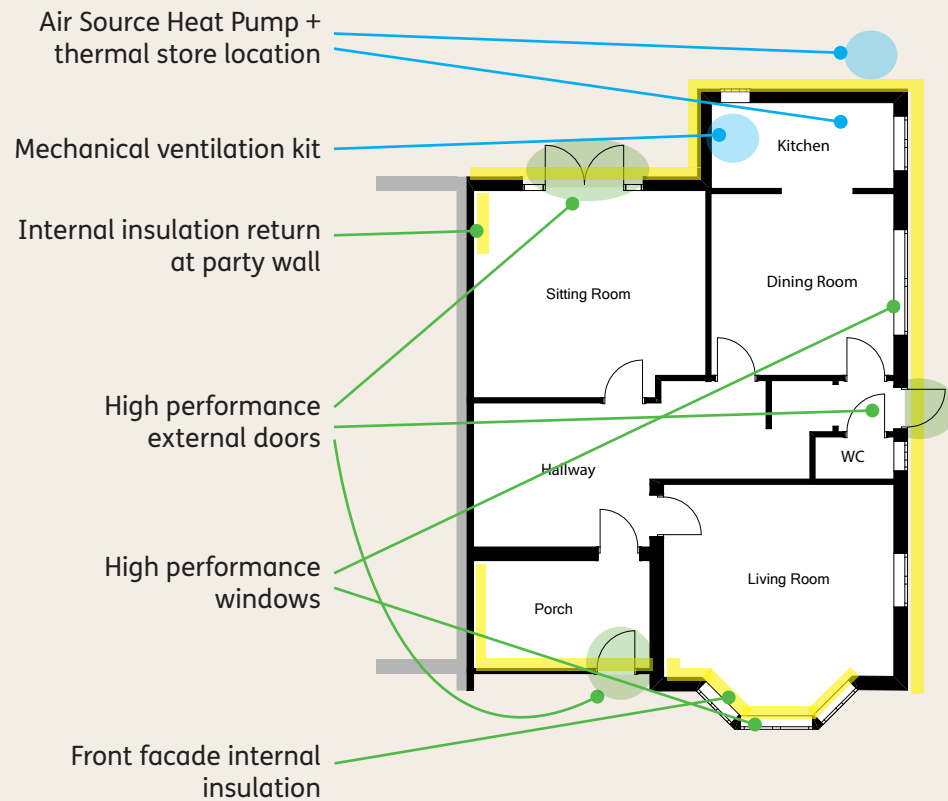 Air Source Heat Pump +
thermal store location
Mechanical ventilation kit
Kitchen
Internal insulation return
at party wall
Sitting Room
Dining Room
High performance
external doors
WC
Hallway
High performance
windows
Living Room
Porch
Front facade internal
insulation